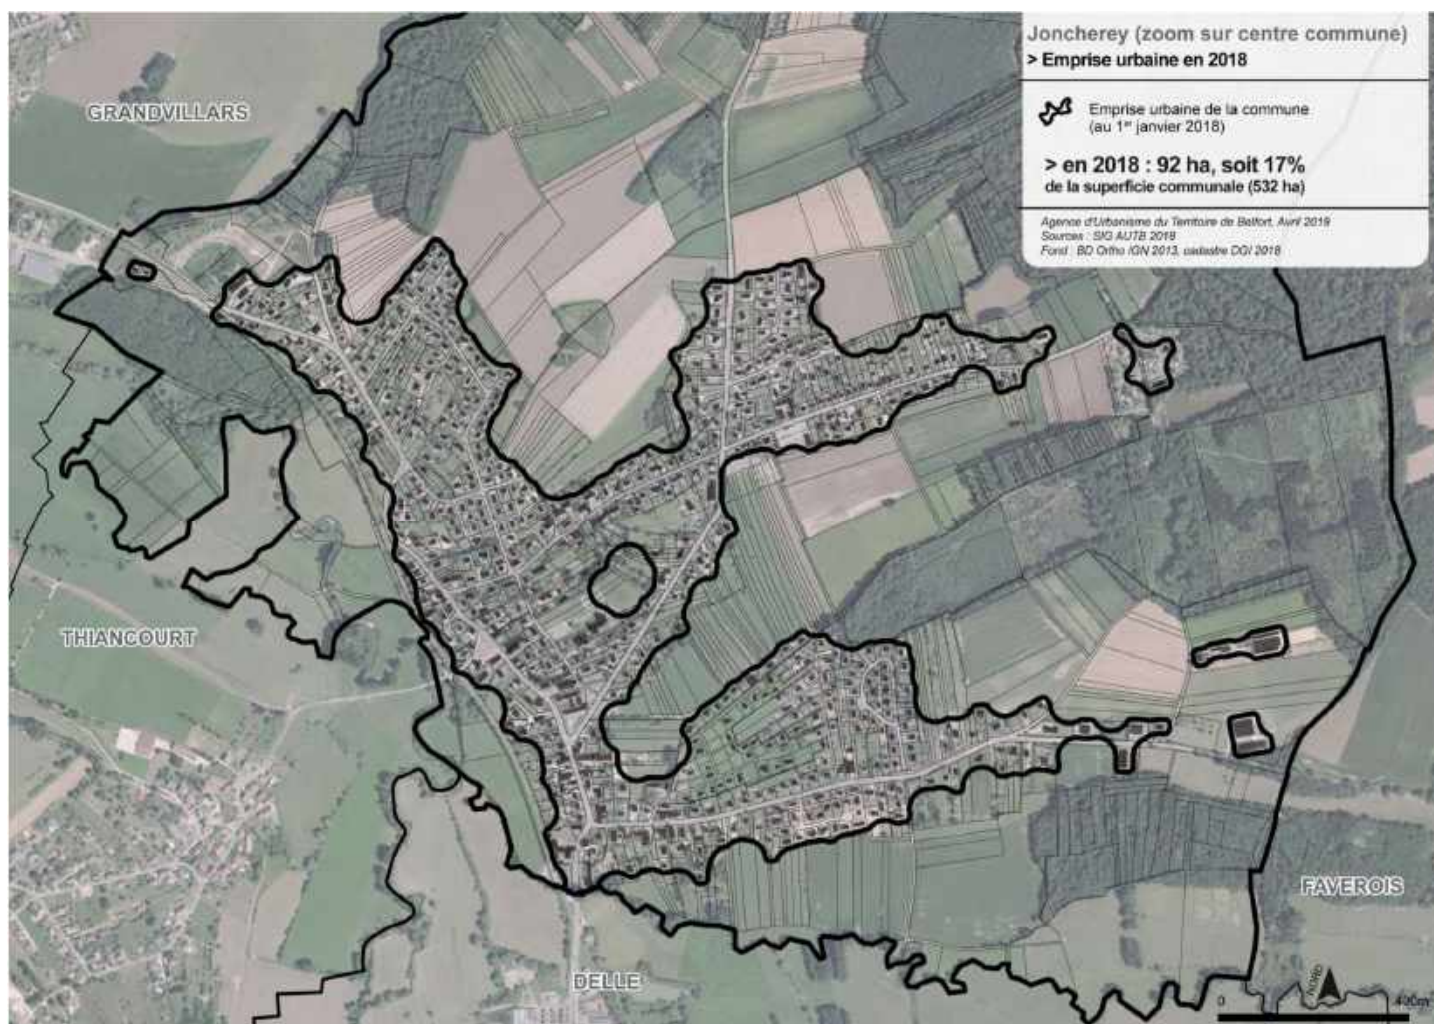 Joncherey (zoom sur centre commune)
> Emprise urbaine en 2018
Emprise urbaine de la commune
(au 1er janvier 2018)
> en 2018 : 92 ha, soit 17%
de la superficie communale (532 ha)
Agence d'Urbanisme du Territoire de Belfort, Avril 2019
Sources : SIG AUTB 2018
Fond : BD Ortho IGN 2013, cadastre DGI 2018
GRANDVILLARS
THIANCOURT
FAVEROIS
DELLE
NORD
0 400m